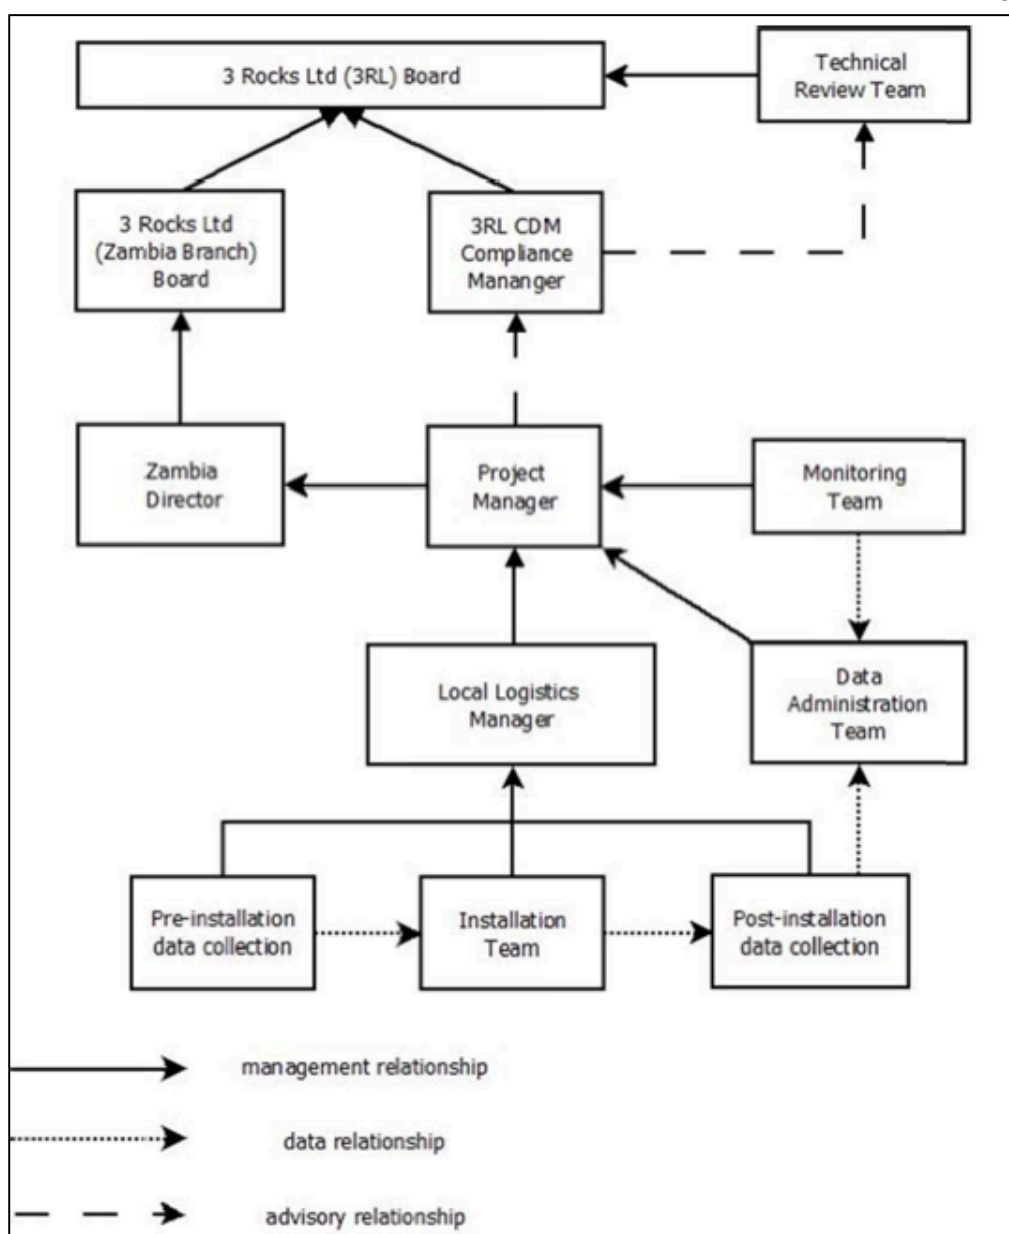 3 Rocks Ltd (3RL) Board
Technical
Review Team
3 Rocks Ltd
(Zambia Branch)
Board
3RL CDM
Compliance
Mananger
Zambia
Director
Project
Manager
Monitoring
Team
Local Logistics
Manager
Data
Administration
Team
Pre-installation
data collection
Installation
Team
Post-installation
data collection
management relationship
data relationship
advisory relationship